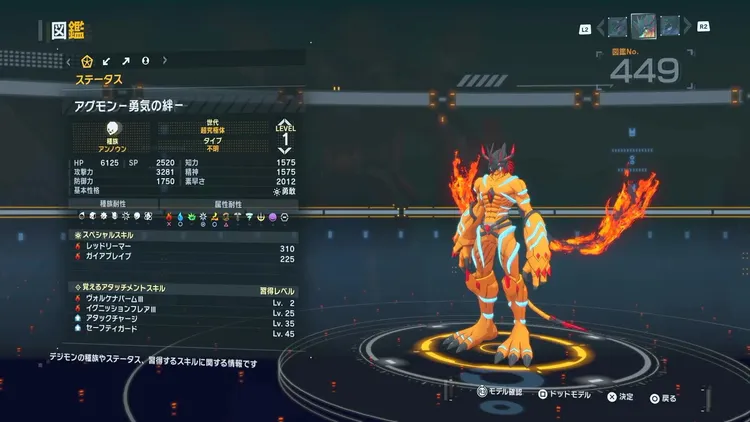 図鑑
L2
R2
図鑑No.
449
ステータス
アグモン－勇気の絆－
種族
アンノウン
世代
超究極体
タイプ
不明
LEVEL
1
HP 6125 SP 2520 知力 1575
攻撃力 3281 精神 1575
防御力 1750 素早さ 2012
基本性格 勇敢
種族耐性 属性耐性
スペシャルスキル
レッドリーマー 310
ガイアブレイブ 225
覚えるアタッチメントスキル 習得レベル
ヴォルケナパームIII Lv. 2
イグニッションフレアIII Lv. 25
アタックチャージ Lv. 35
セーフティガード Lv. 45
デジモンの種族やステータス、習得するスキルに関する情報です
R3 モデル確認 ドットモデル 決定 戻る